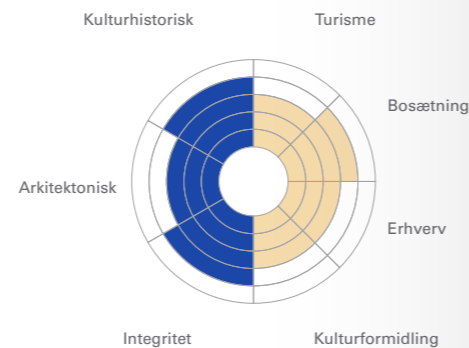 Kulturhistorisk
Turisme
Bosætning
Arkitektonisk
Erhverv
Integritet
Kulturformidling